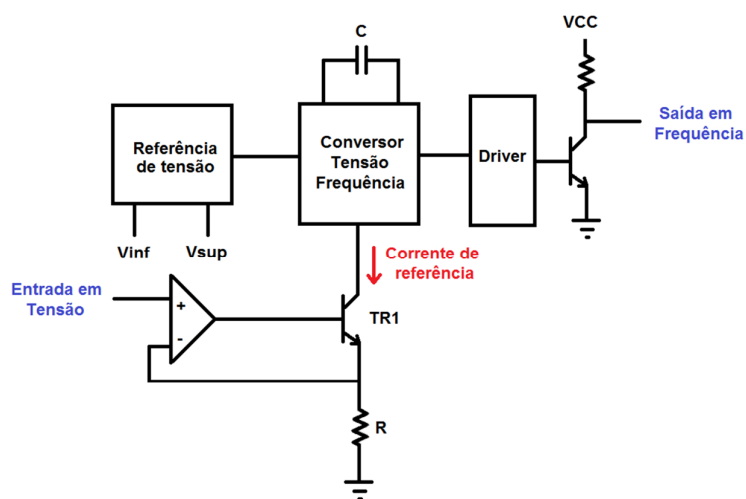 VCC
C
Saída em
Frequência
Referência
de tensão
Conversor
Tensão
Frequência
Driver
Vinf
Vsup
Corrente de
referência
Entrada em
Tensão
+
-
TR1
R